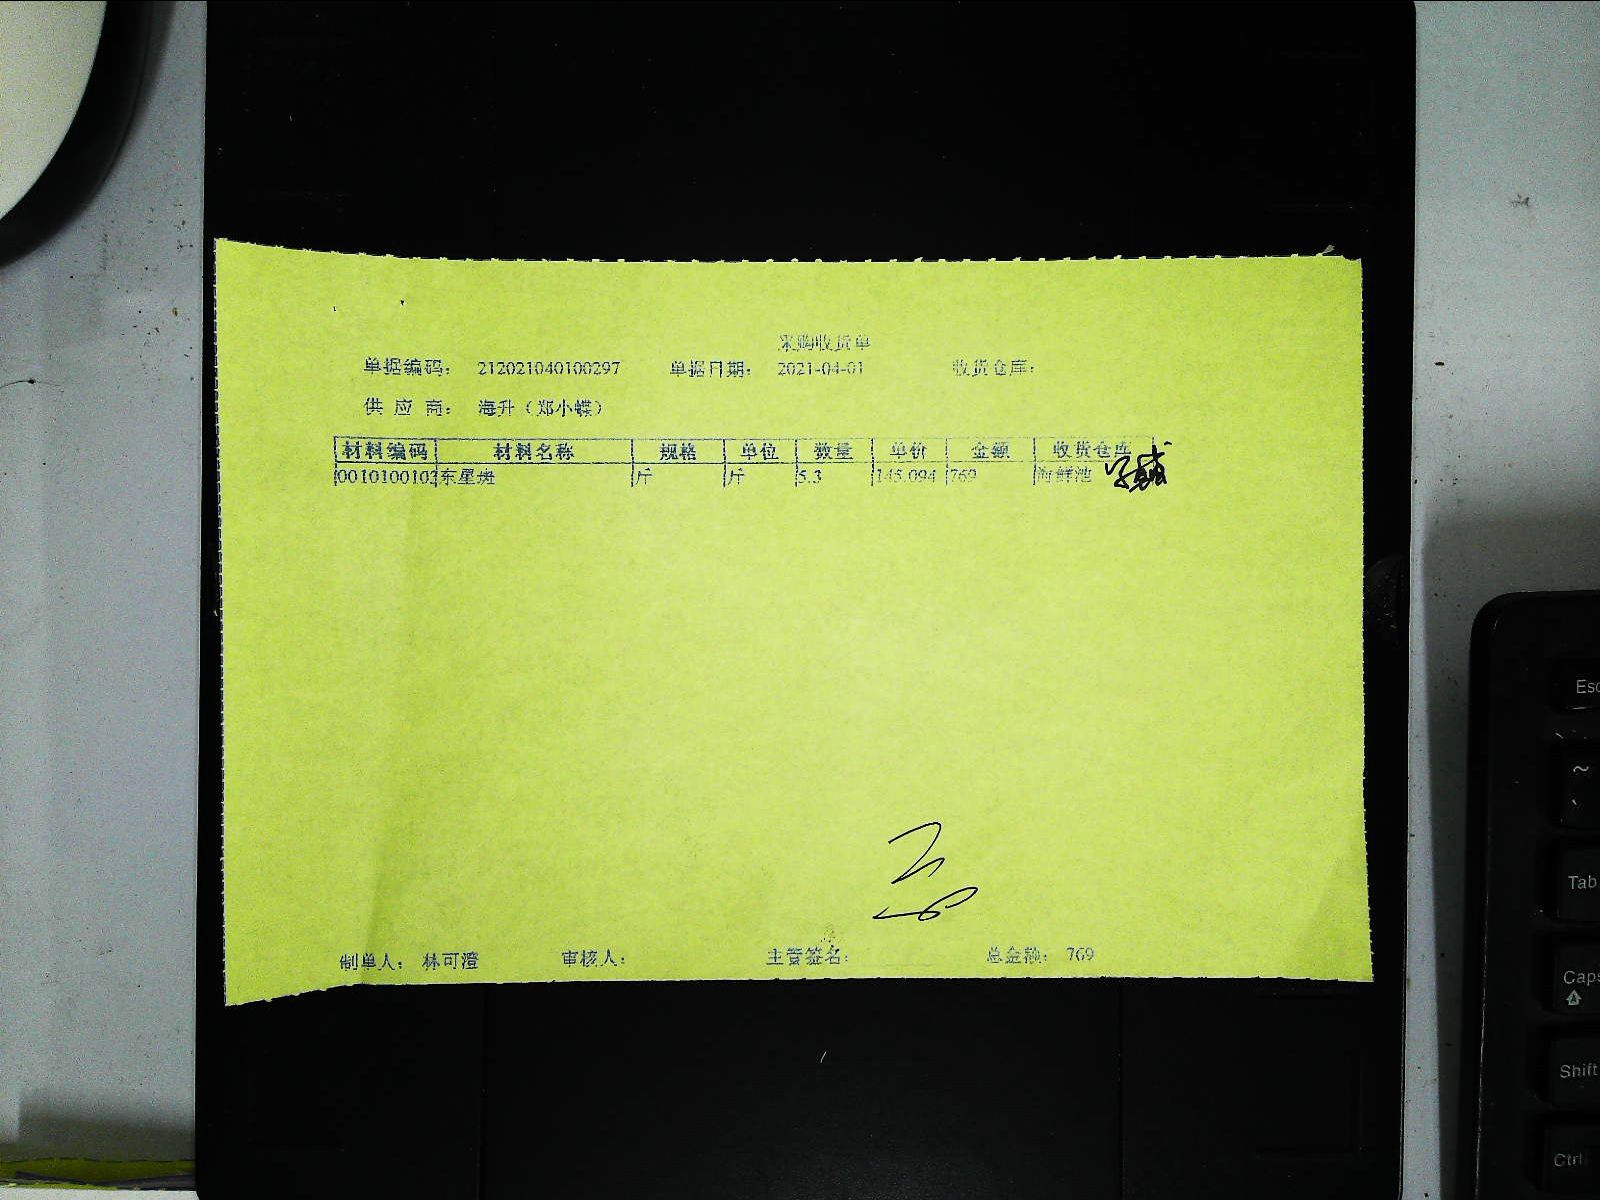 采购收货单
单据编码： 212021040100297 单据日期： 2021-04-01 收货仓库：
供应商： 海升（郑小蝶）
材料编码 材料名称 规格 单位 数量 单价 金额 收货仓库
0010100102 东星斑 斤 斤 5.3 145.094 769 海鲜池
制单人： 林可澄 审核人： 主管签名： 总金额： 769
Esc
~
Tab
Caps
Shift
Ctrl